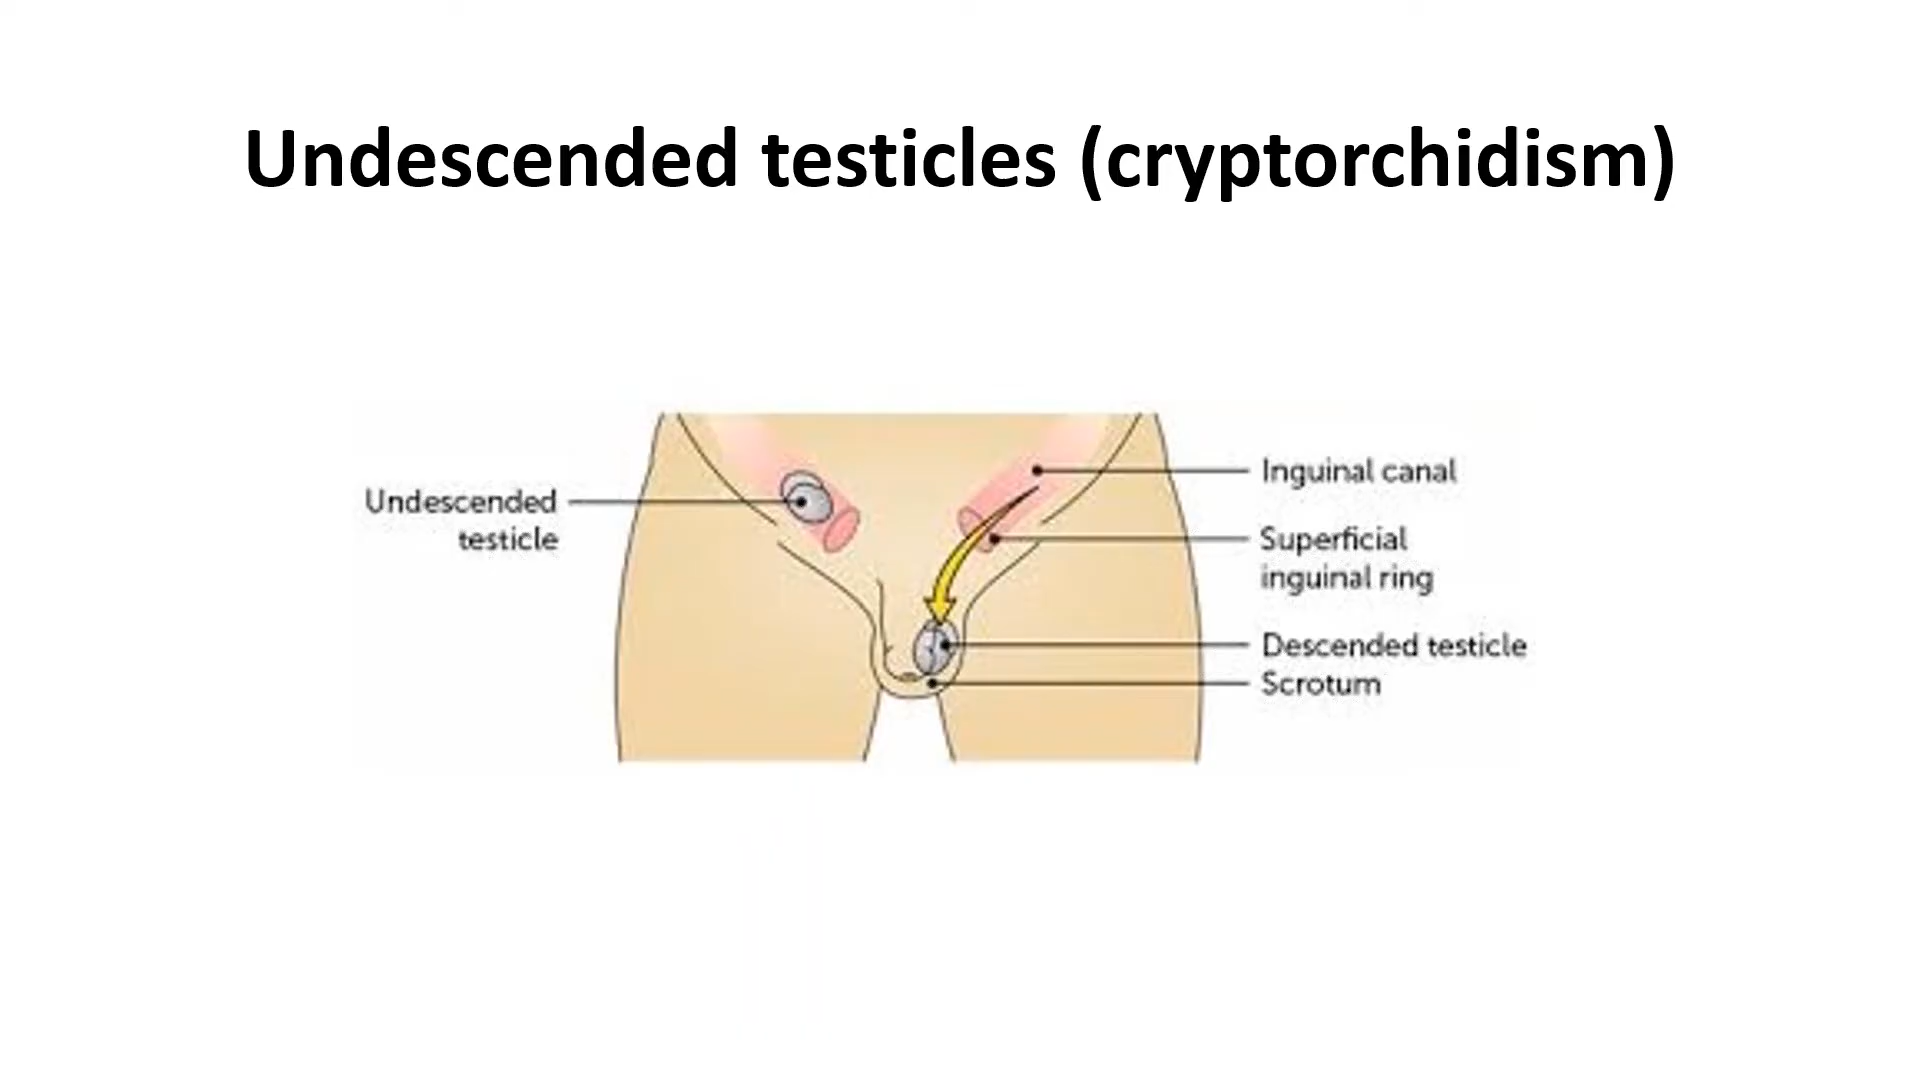 Undescended testicles (cryptorchidism)
Undescended
testicle
Inguinal canal
Superficial
inguinal ring
Descended testicle
Scrotum